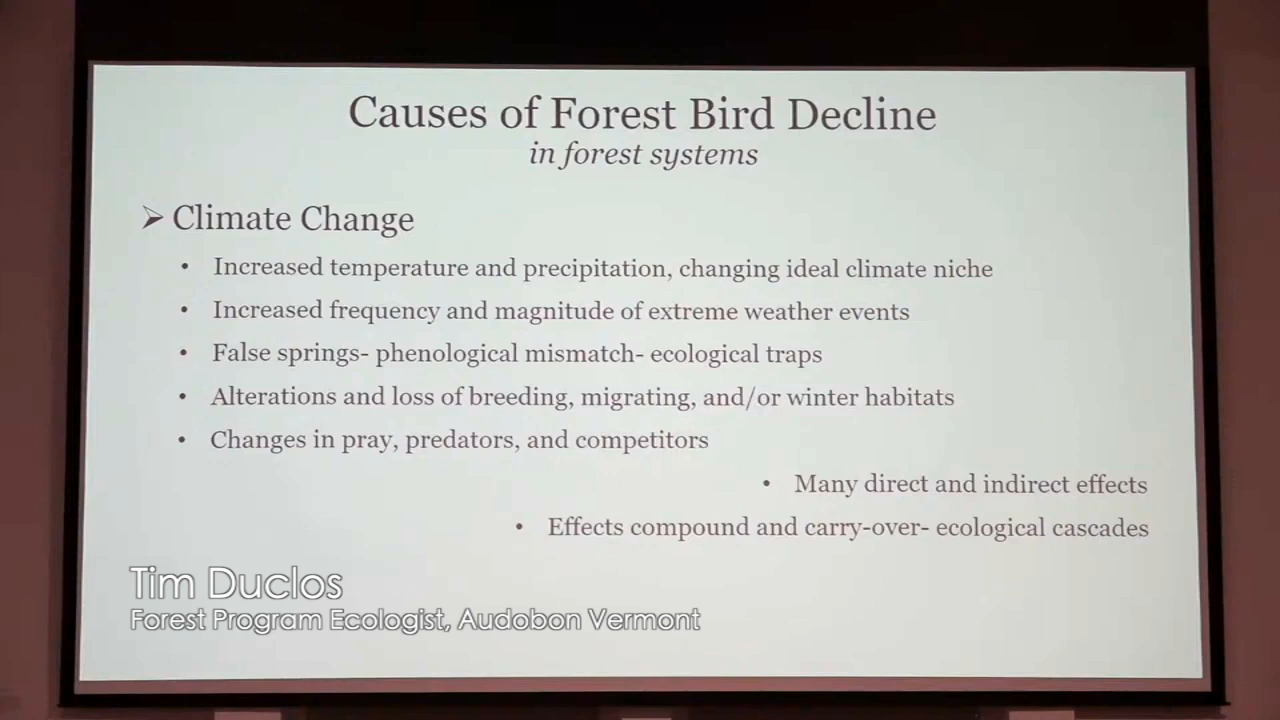 Causes of Forest Bird Decline
in forest systems
➢ Climate Change
• Increased temperature and precipitation, changing ideal climate niche
• Increased frequency and magnitude of extreme weather events
• False springs- phenological mismatch- ecological traps
• Alterations and loss of breeding, migrating, and/or winter habitats
• Changes in pray, predators, and competitors
• Many direct and indirect effects
• Effects compound and carry-over- ecological cascades
Tim Duclos
Forest Program Ecologist, Audobon Vermont